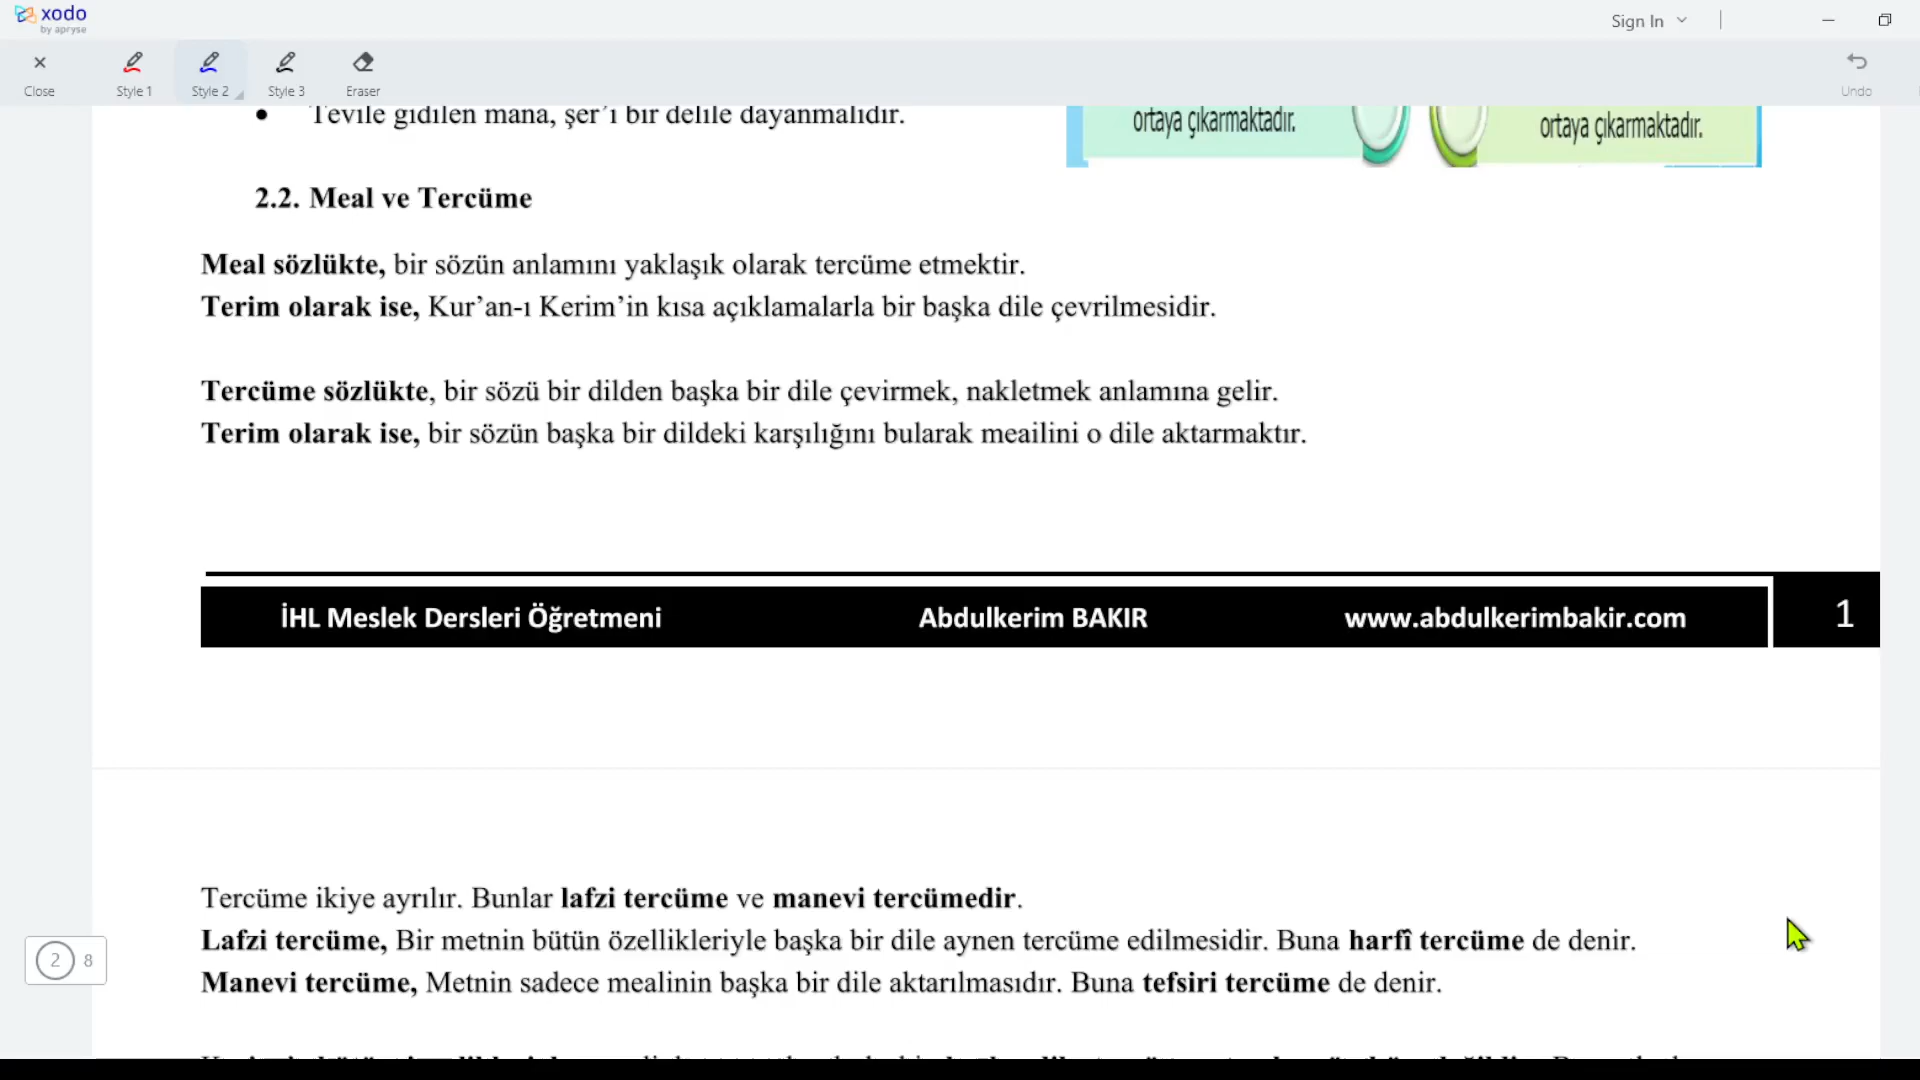 xodo
by apryse
Sign In
Close
Style 1
Style 2
Style 3
Eraser
Undo
• Tevile gidilen mana, şer’i bir delile dayanmalıdır.
ortaya çıkarmaktadır.
ortaya çıkarmaktadır.
2.2. Meal ve Tercüme
Meal sözlükte, bir sözün anlamını yaklaşık olarak tercüme etmektir.
Terim olarak ise, Kur’an-ı Kerim’in kısa açıklamalarla bir başka dile çevrilmesidir.
Tercüme sözlükte, bir sözü bir dilden başka bir dile çevirmek, nakletmek anlamına gelir.
Terim olarak ise, bir sözün başka bir dildeki karşılığını bularak meailini o dile aktarmaktır.
İHL Meslek Dersleri Öğretmeni Abdulkerim BAKIR www.abdulkerimbakir.com 1
Tercüme ikiye ayrılır. Bunlar lafzi tercüme ve manevi tercümedir.
Lafzi tercüme, Bir metnin bütün özellikleriyle başka bir dile aynen tercüme edilmesidir. Buna harfî tercüme de denir.
Manevi tercüme, Metnin sadece mealinin başka bir dile aktarılmasıdır. Buna tefsiri tercüme de denir.
2 8